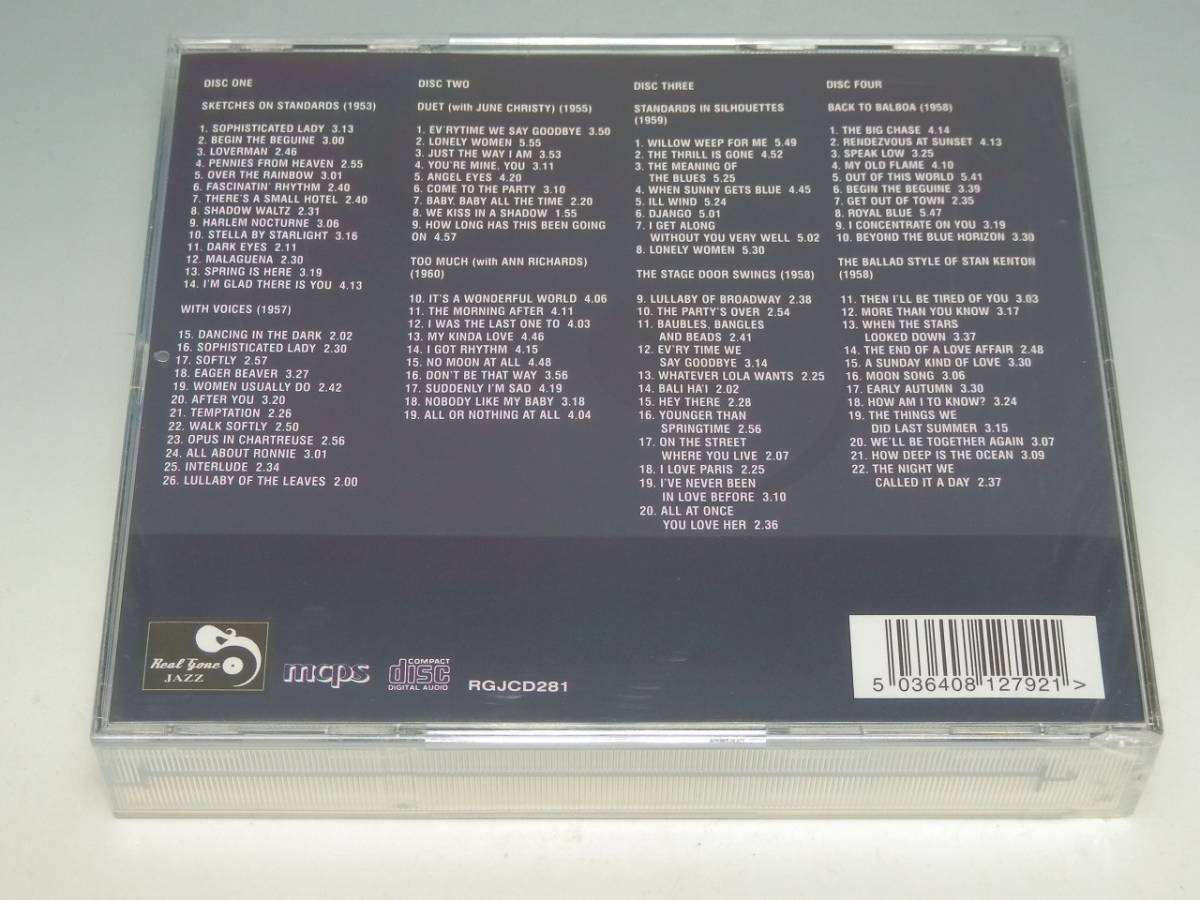 DISC ONE
SKETCHES ON STANDARDS (1953)
1. SOPHISTICATED LADY 3.13
2. BEGIN THE BEGUINE 3.00
3. LOVERMAN 2.46
4. PENNIES FROM HEAVEN 2.55
5. OVER THE RAINBOW 3.01
6. FASCINATIN' RHYTHM 2.40
7. THERE'S A SMALL HOTEL 2.40
8. SHADOW WALTZ 2.31
9. HARLEM NOCTURNE 3.06
10. STELLA BY STARLIGHT 3.16
11. DARK EYES 2.11
12. MALAGUENA 2.30
13. SPRING IS HERE 3.19
14. I'M GLAD THERE IS YOU 4.13
WITH VOICES (1957)
15. DANCING IN THE DARK 2.02
16. SOPHISTICATED LADY 2.30
17. SOFTLY 2.57
18. EAGER BEAVER 3.27
19. WOMEN USUALLY DO 2.42
20. AFTER YOU 3.20
21. TEMPTATION 2.26
22. WALK SOFTLY 2.50
23. OPUS IN CHARTREUSE 2.56
24. ALL ABOUT RONNIE 3.01
25. INTERLUDE 2.34
26. LULLABY OF THE LEAVES 2.00
DISC TWO
DUET (with JUNE CHRISTY) (1955)
1. EV'RYTIME WE SAY GOODBYE 3.50
2. LONELY WOMEN 5.55
3. JUST THE WAY I AM 3.53
4. YOU'RE MINE, YOU 3.11
5. ANGEL EYES 4.20
6. COME TO THE PARTY 3.10
7. BABY, BABY ALL THE TIME 2.20
8. WE KISS IN A SHADOW 1.55
9. HOW LONG HAS THIS BEEN GOING
ON 4.57
TOO MUCH (with ANN RICHARDS)
(1960)
10. IT'S A WONDERFUL WORLD 4.06
11. THE MORNING AFTER 4.11
12. I WAS THE LAST ONE TO 4.03
13. MY KINDA LOVE 4.46
14. I GOT RHYTHM 4.15
15. NO MOON AT ALL 4.48
16. DON'T BE THAT WAY 3.56
17. SUDDENLY I'M SAD 4.19
18. NOBODY LIKE MY BABY 3.18
19. ALL OR NOTHING AT ALL 4.04
DISC THREE
STANDARDS IN SILHOUETTES
(1959)
1. WILLOW WEEP FOR ME 5.49
2. THE THRILL IS GONE 4.52
3. THE MEANING OF
THE BLUES 5.25
4. WHEN SUNNY GETS BLUE 4.45
5. ILL WIND 5.24
6. DJANGO 5.01
7. I GET ALONG
WITHOUT YOU VERY WELL 5.02
8. LONELY WOMEN 5.30
THE STAGE DOOR SWINGS (1958)
9. LULLABY OF BROADWAY 2.38
10. THE PARTY'S OVER 2.54
11. BAUBLES, BANGLES
AND BEADS 2.41
12. EV'RY TIME WE
SAY GOODBYE 3.14
13. WHATEVER LOLA WANTS 2.25
14. BALI HA'I 2.02
15. HEY THERE 2.28
16. YOUNGER THAN
SPRINGTIME 2.56
17. ON THE STREET
WHERE YOU LIVE 2.07
18. I LOVE PARIS 2.25
19. I'VE NEVER BEEN
IN LOVE BEFORE 3.10
20. ALL AT ONCE
YOU LOVE HER 2.36
DISC FOUR
BACK TO BALBOA (1958)
1. THE BIG CHASE 4.14
2. RENDEZVOUS AT SUNSET 4.13
3. SPEAK LOW 3.25
4. MY OLD FLAME 4.10
5. OUT OF THIS WORLD 5.41
6. BEGIN THE BEGUINE 3.39
7. GET OUT OF TOWN 2.35
8. ROYAL BLUE 5.47
9. I CONCENTRATE ON YOU 3.19
10. BEYOND THE BLUE HORIZON 3.30
THE BALLAD STYLE OF STAN KENTON
(1958)
11. THEN I'LL BE TIRED OF YOU 3.03
12. MORE THAN YOU KNOW 3.17
13. WHEN THE STARS
LOOKED DOWN 3.37
14. THE END OF A LOVE AFFAIR 2.48
15. A SUNDAY KIND OF LOVE 3.30
16. MOON SONG 3.06
17. EARLY AUTUMN 3.30
18. HOW AM I TO KNOW? 3.24
19. THE THINGS WE
DID LAST SUMMER 3.15
20. WE'LL BE TOGETHER AGAIN 3.07
21. HOW DEEP IS THE OCEAN 3.09
22. THE NIGHT WE
CALLED IT A DAY 2.37
Real Gone
JAZZ
mcps
COMPACT
disc
DIGITAL AUDIO
RGJCD281
5 036408 127921 >